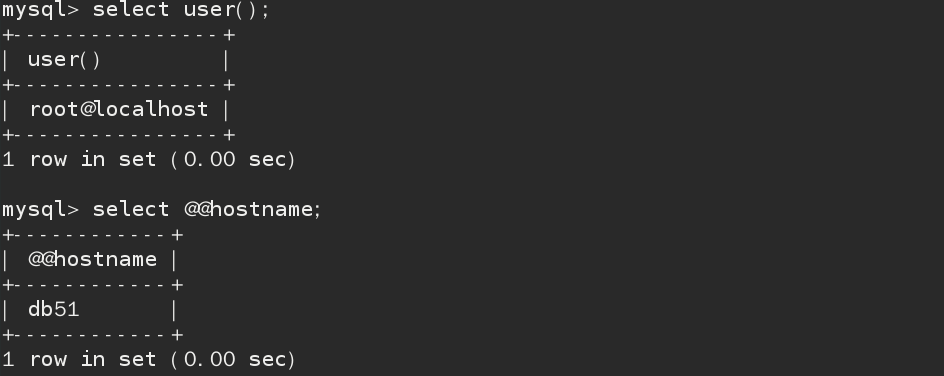 mysql> select user();
+----------------+
| user()         |
+----------------+
| root@localhost |
+----------------+
1 row in set (0.00 sec)

mysql> select @@hostname;
+------------+
| @@hostname |
+------------+
| db51       |
+------------+
1 row in set (0.00 sec)